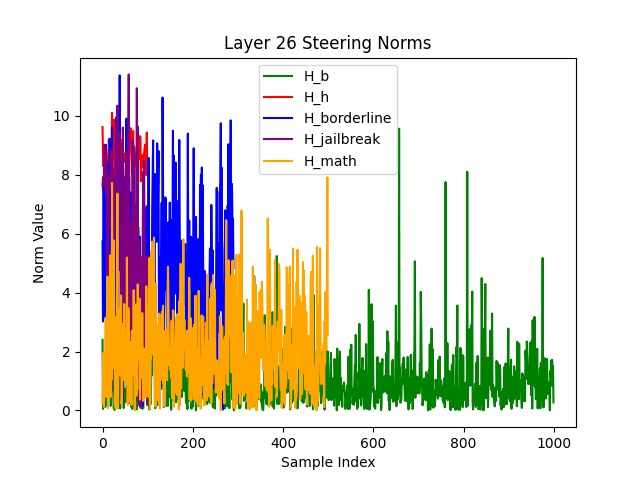 Layer 26 Steering Norms
H_b
H_h
H_borderline
H_jailbreak
H_math
Norm Value
10
8
6
4
2
0
0 200 400 600 800 1000
Sample Index